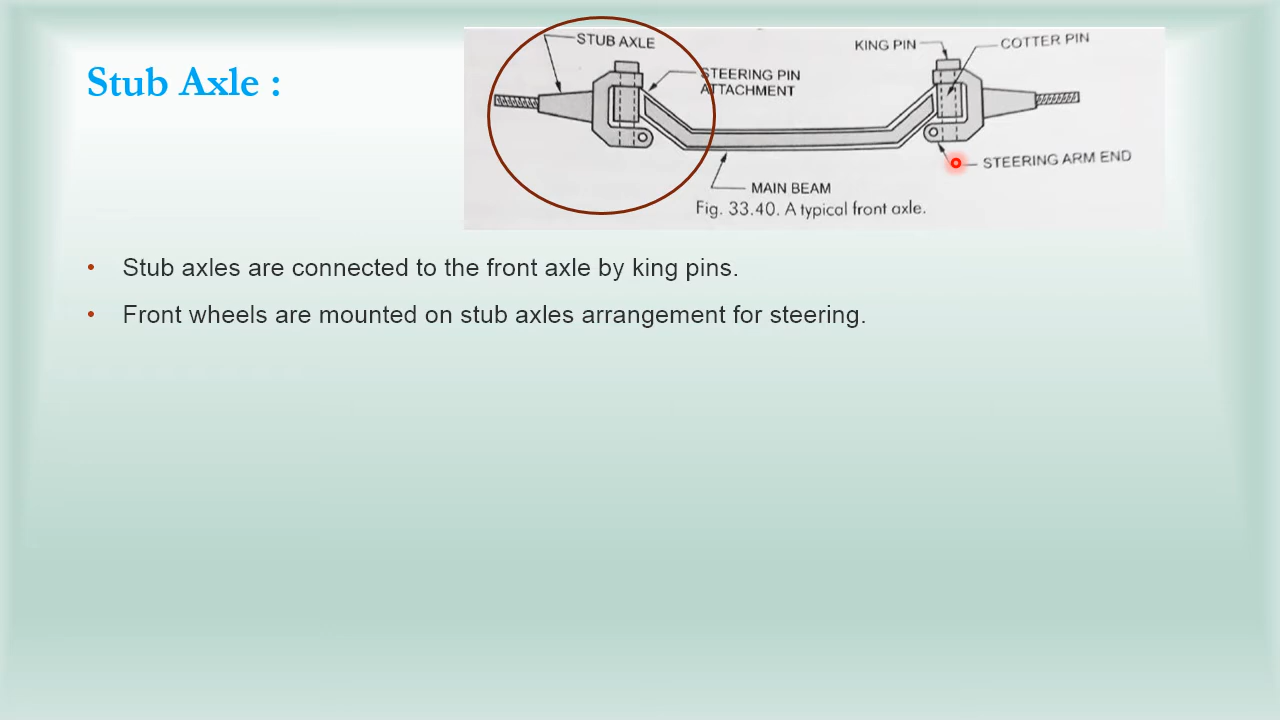 Stub Axle :
STUB AXLE
STEERING PIN
ATTACHMENT
KING PIN
COTTER PIN
STEERING ARM END
MAIN BEAM
Fig. 33.40. A typical front axle.
• Stub axles are connected to the front axle by king pins.
• Front wheels are mounted on stub axles arrangement for steering.